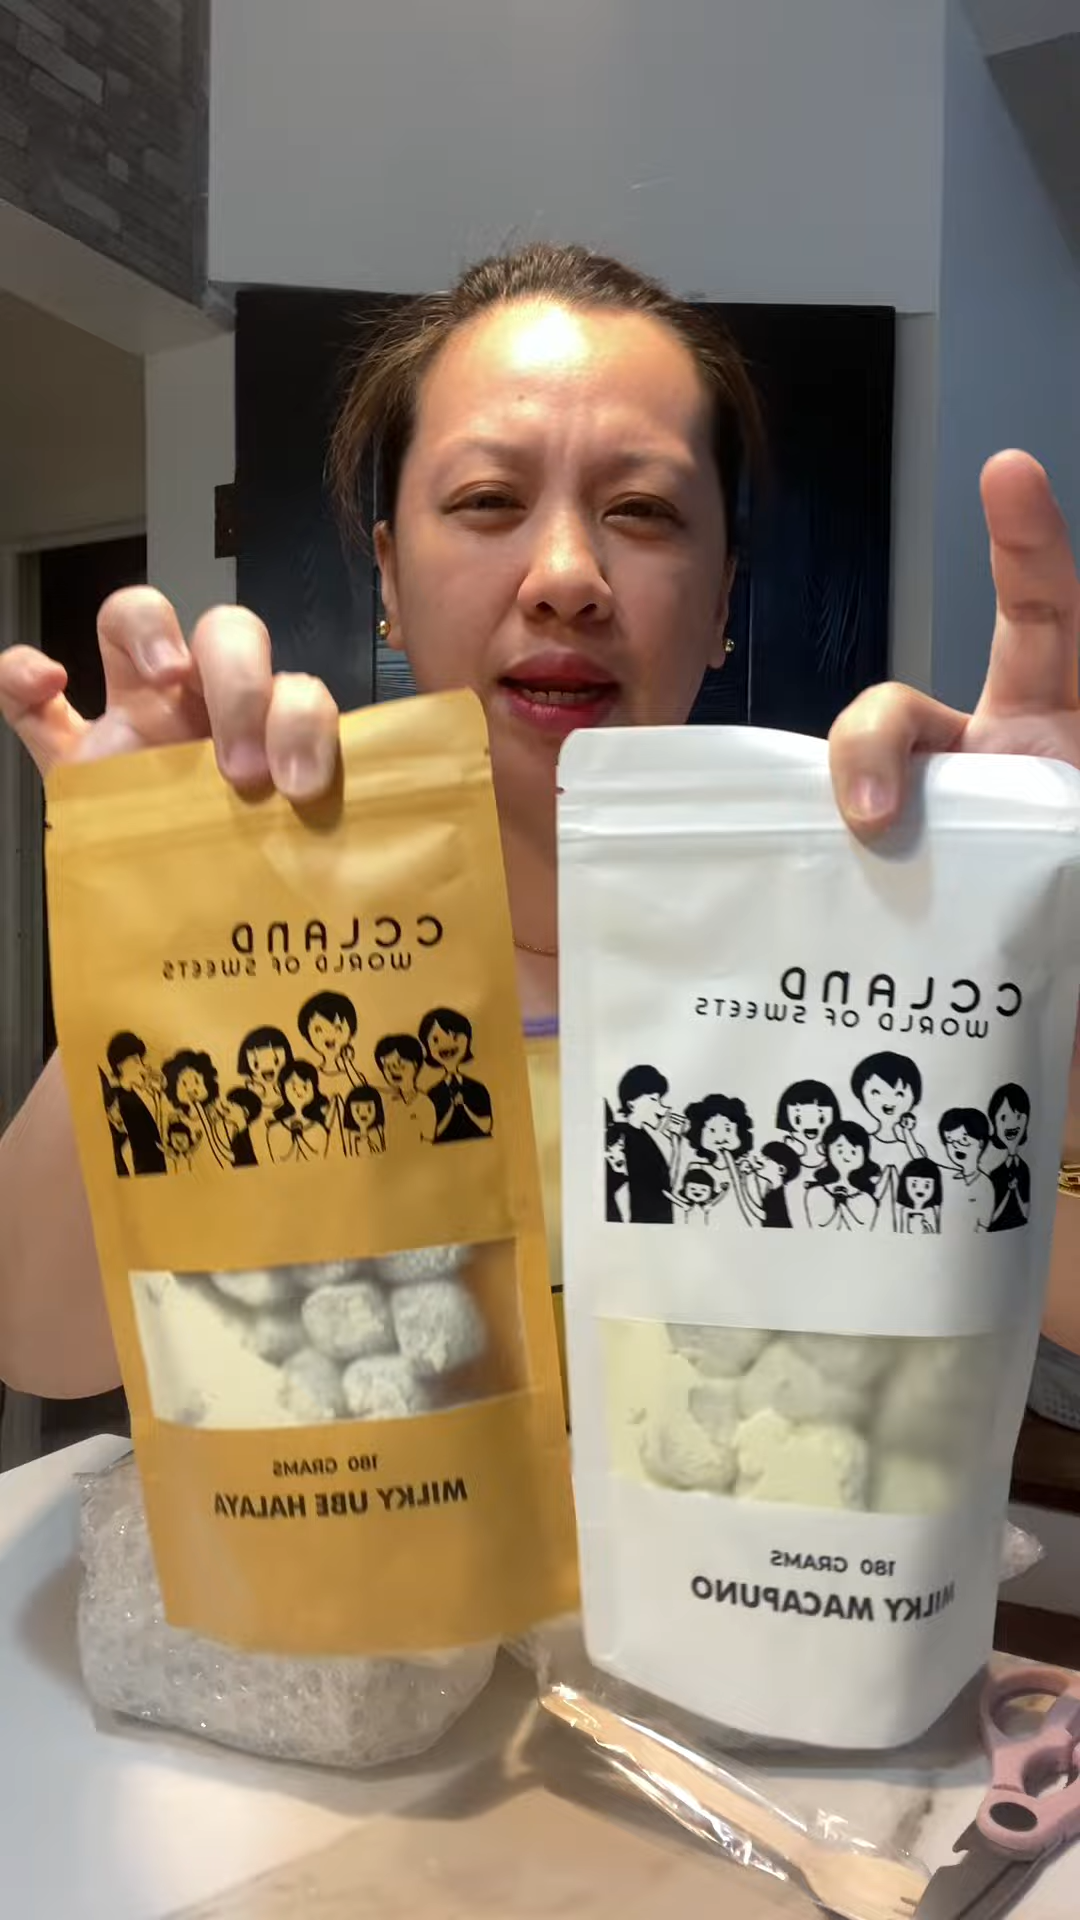 CCLAND
WORLD OF SWEETS
180 GRAMS
MILKY UBE HALAYA
CCLAND
WORLD OF SWEETS
180 GRAMS
MILKY MACAPUNO